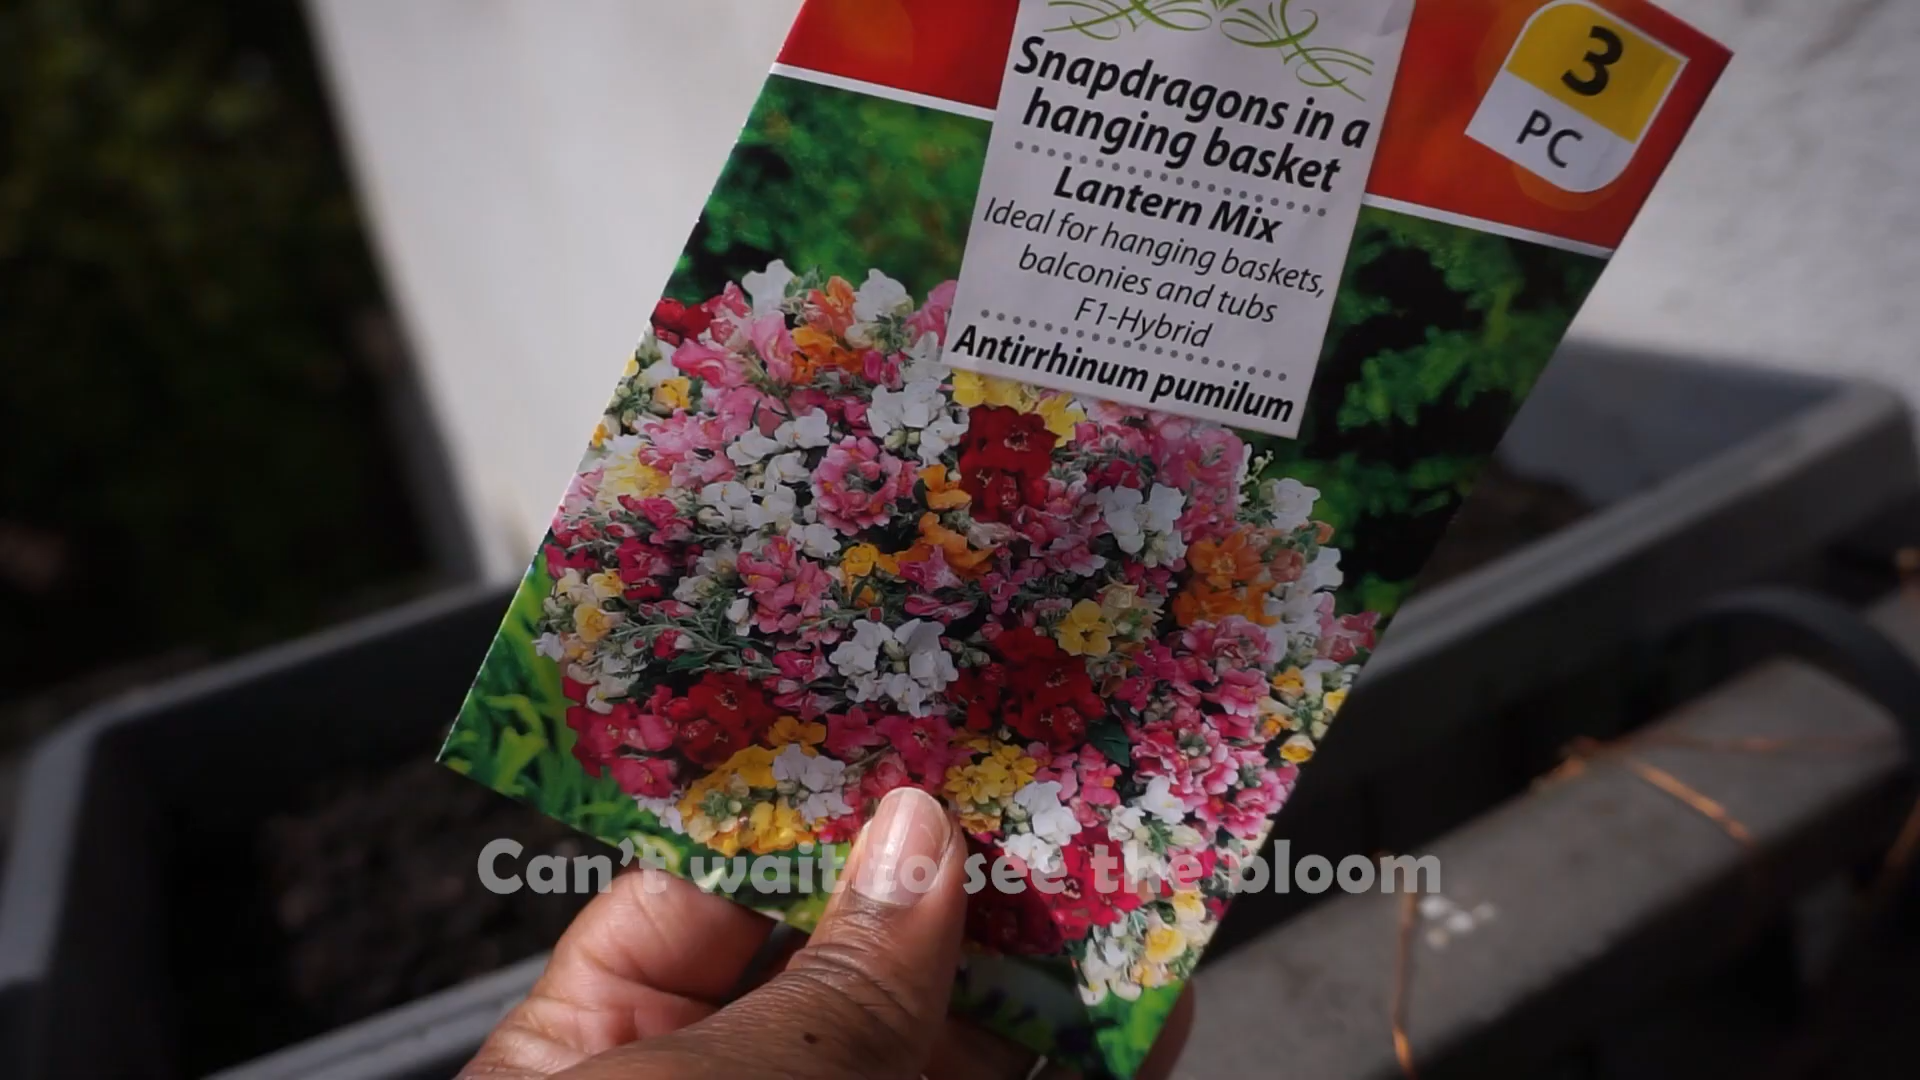 Snapdragons in a
hanging basket
Lantern Mix
Ideal for hanging baskets,
balconies and tubs
F1-Hybrid
Antirrhinum pumilum
3
PC
Can't wait to see the bloom